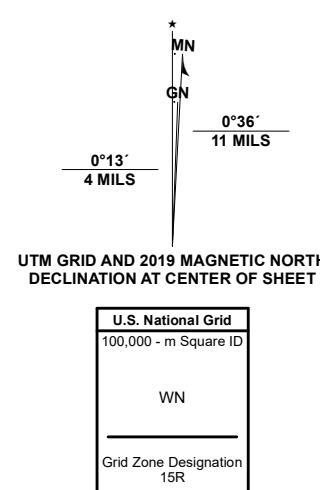 ★
MN
GN
0°36´
11 MILS
0°13´
4 MILS
UTM GRID AND 2019 MAGNETIC NORTH
DECLINATION AT CENTER OF SHEET
U.S. National Grid
100,000 - m Square ID
WN
Grid Zone Designation
15R